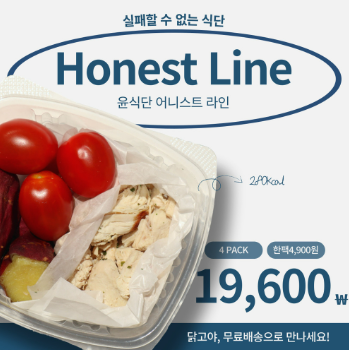 실패할 수 없는 식단
Honest Line
윤식단 어니스트 라인
280kcal
4 PACK
한팩4,900원
19,600₩
닭고야, 무료배송으로 만나세요!